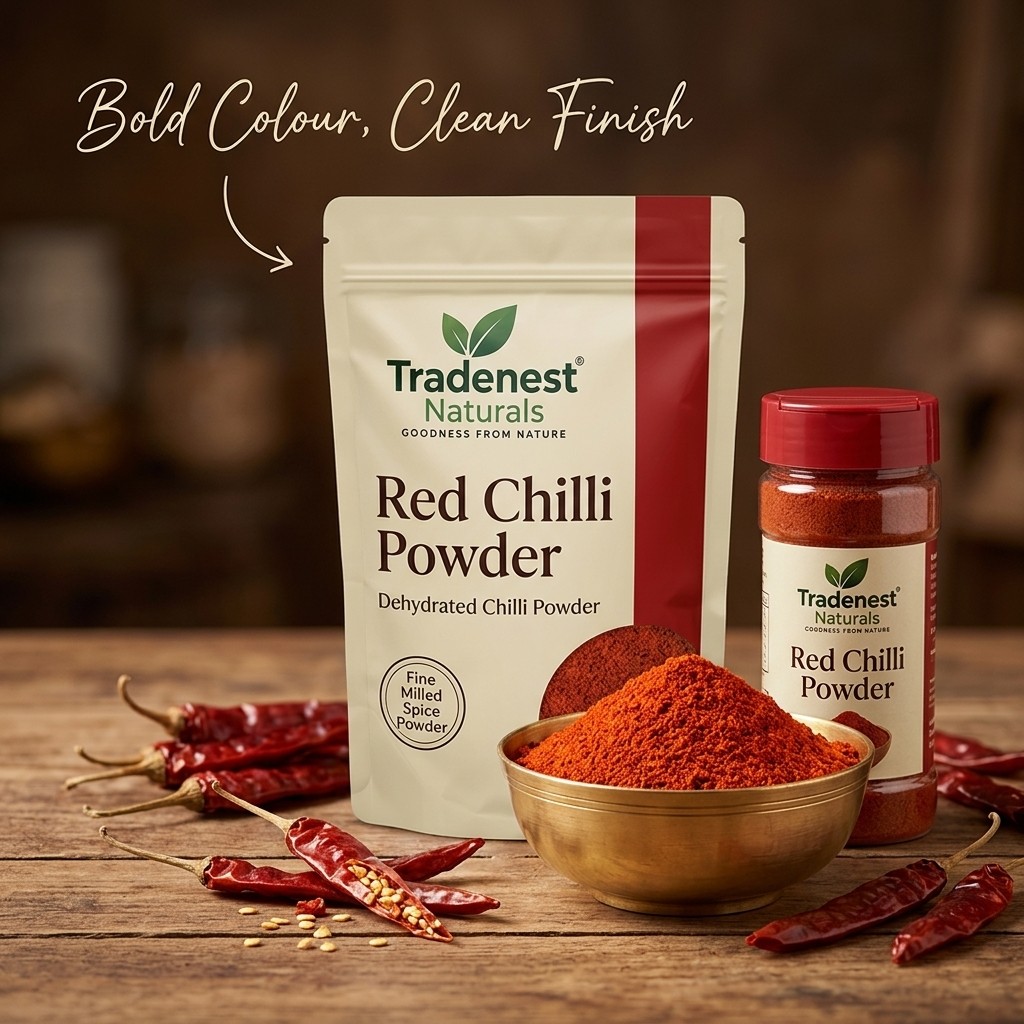 Bold Colour, Clean Finish
Tradenest®
Naturals
GOODNESS FROM NATURE
Red Chilli
Powder
Dehydrated Chilli Powder
Fine
Milled
Spice
Powder
Tradenest®
Naturals
GOODNESS FROM NATURE
Red Chilli
Powder